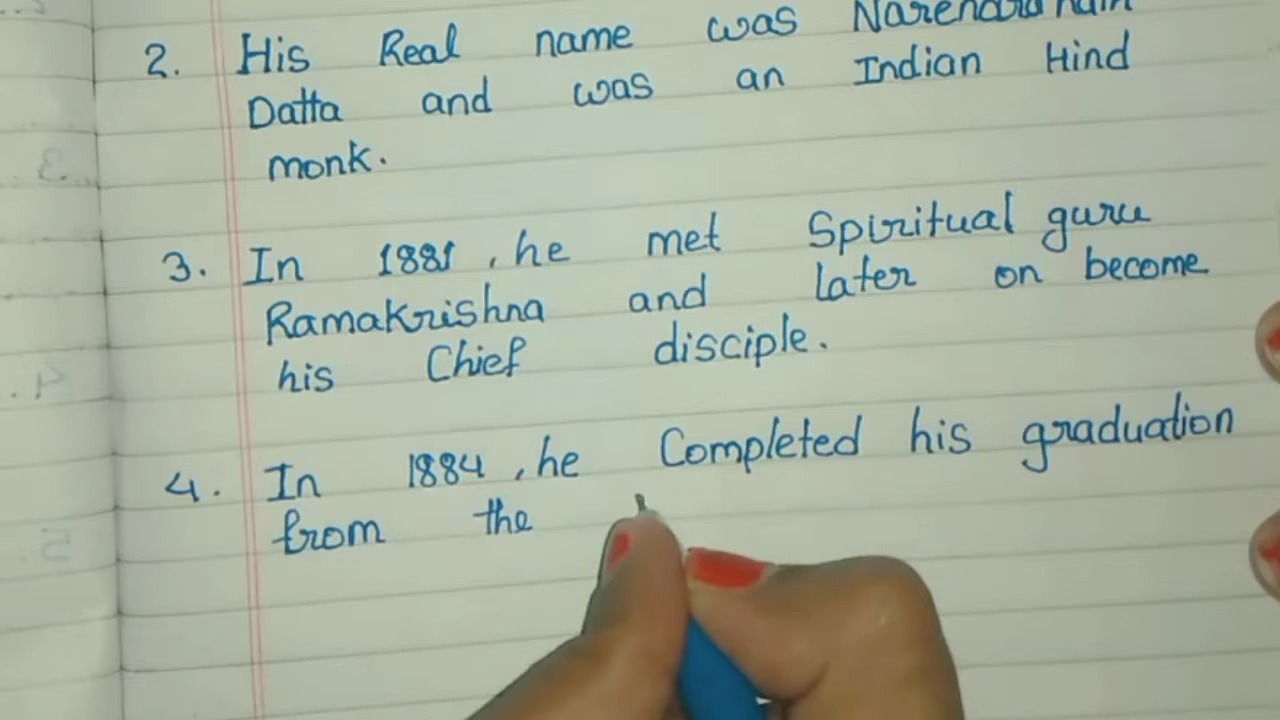 2. His Real name was
Datta and was an Indian Hind
monk.
3. In 1881, he met Spiritual guru
Ramakrishna and later on become
his Chief disciple.
4. In 1884, he Completed his graduation
from the